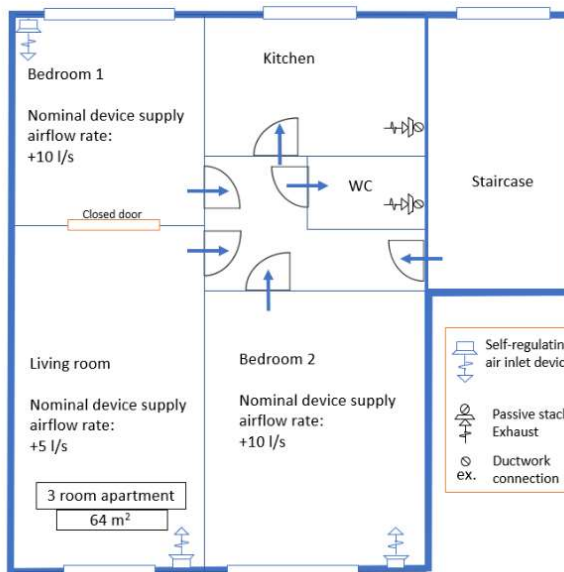 Bedroom 1
Nominal device supply
airflow rate:
+10 l/s
Kitchen
WC
Staircase
Closed door
Living room
Nominal device supply
airflow rate:
+5 l/s
3 room apartment
64 m²
Bedroom 2
Nominal device supply
airflow rate:
+10 l/s
Self-regulatin
air inlet devic
Passive stack
Exhaust
Ductwork
ex. connection